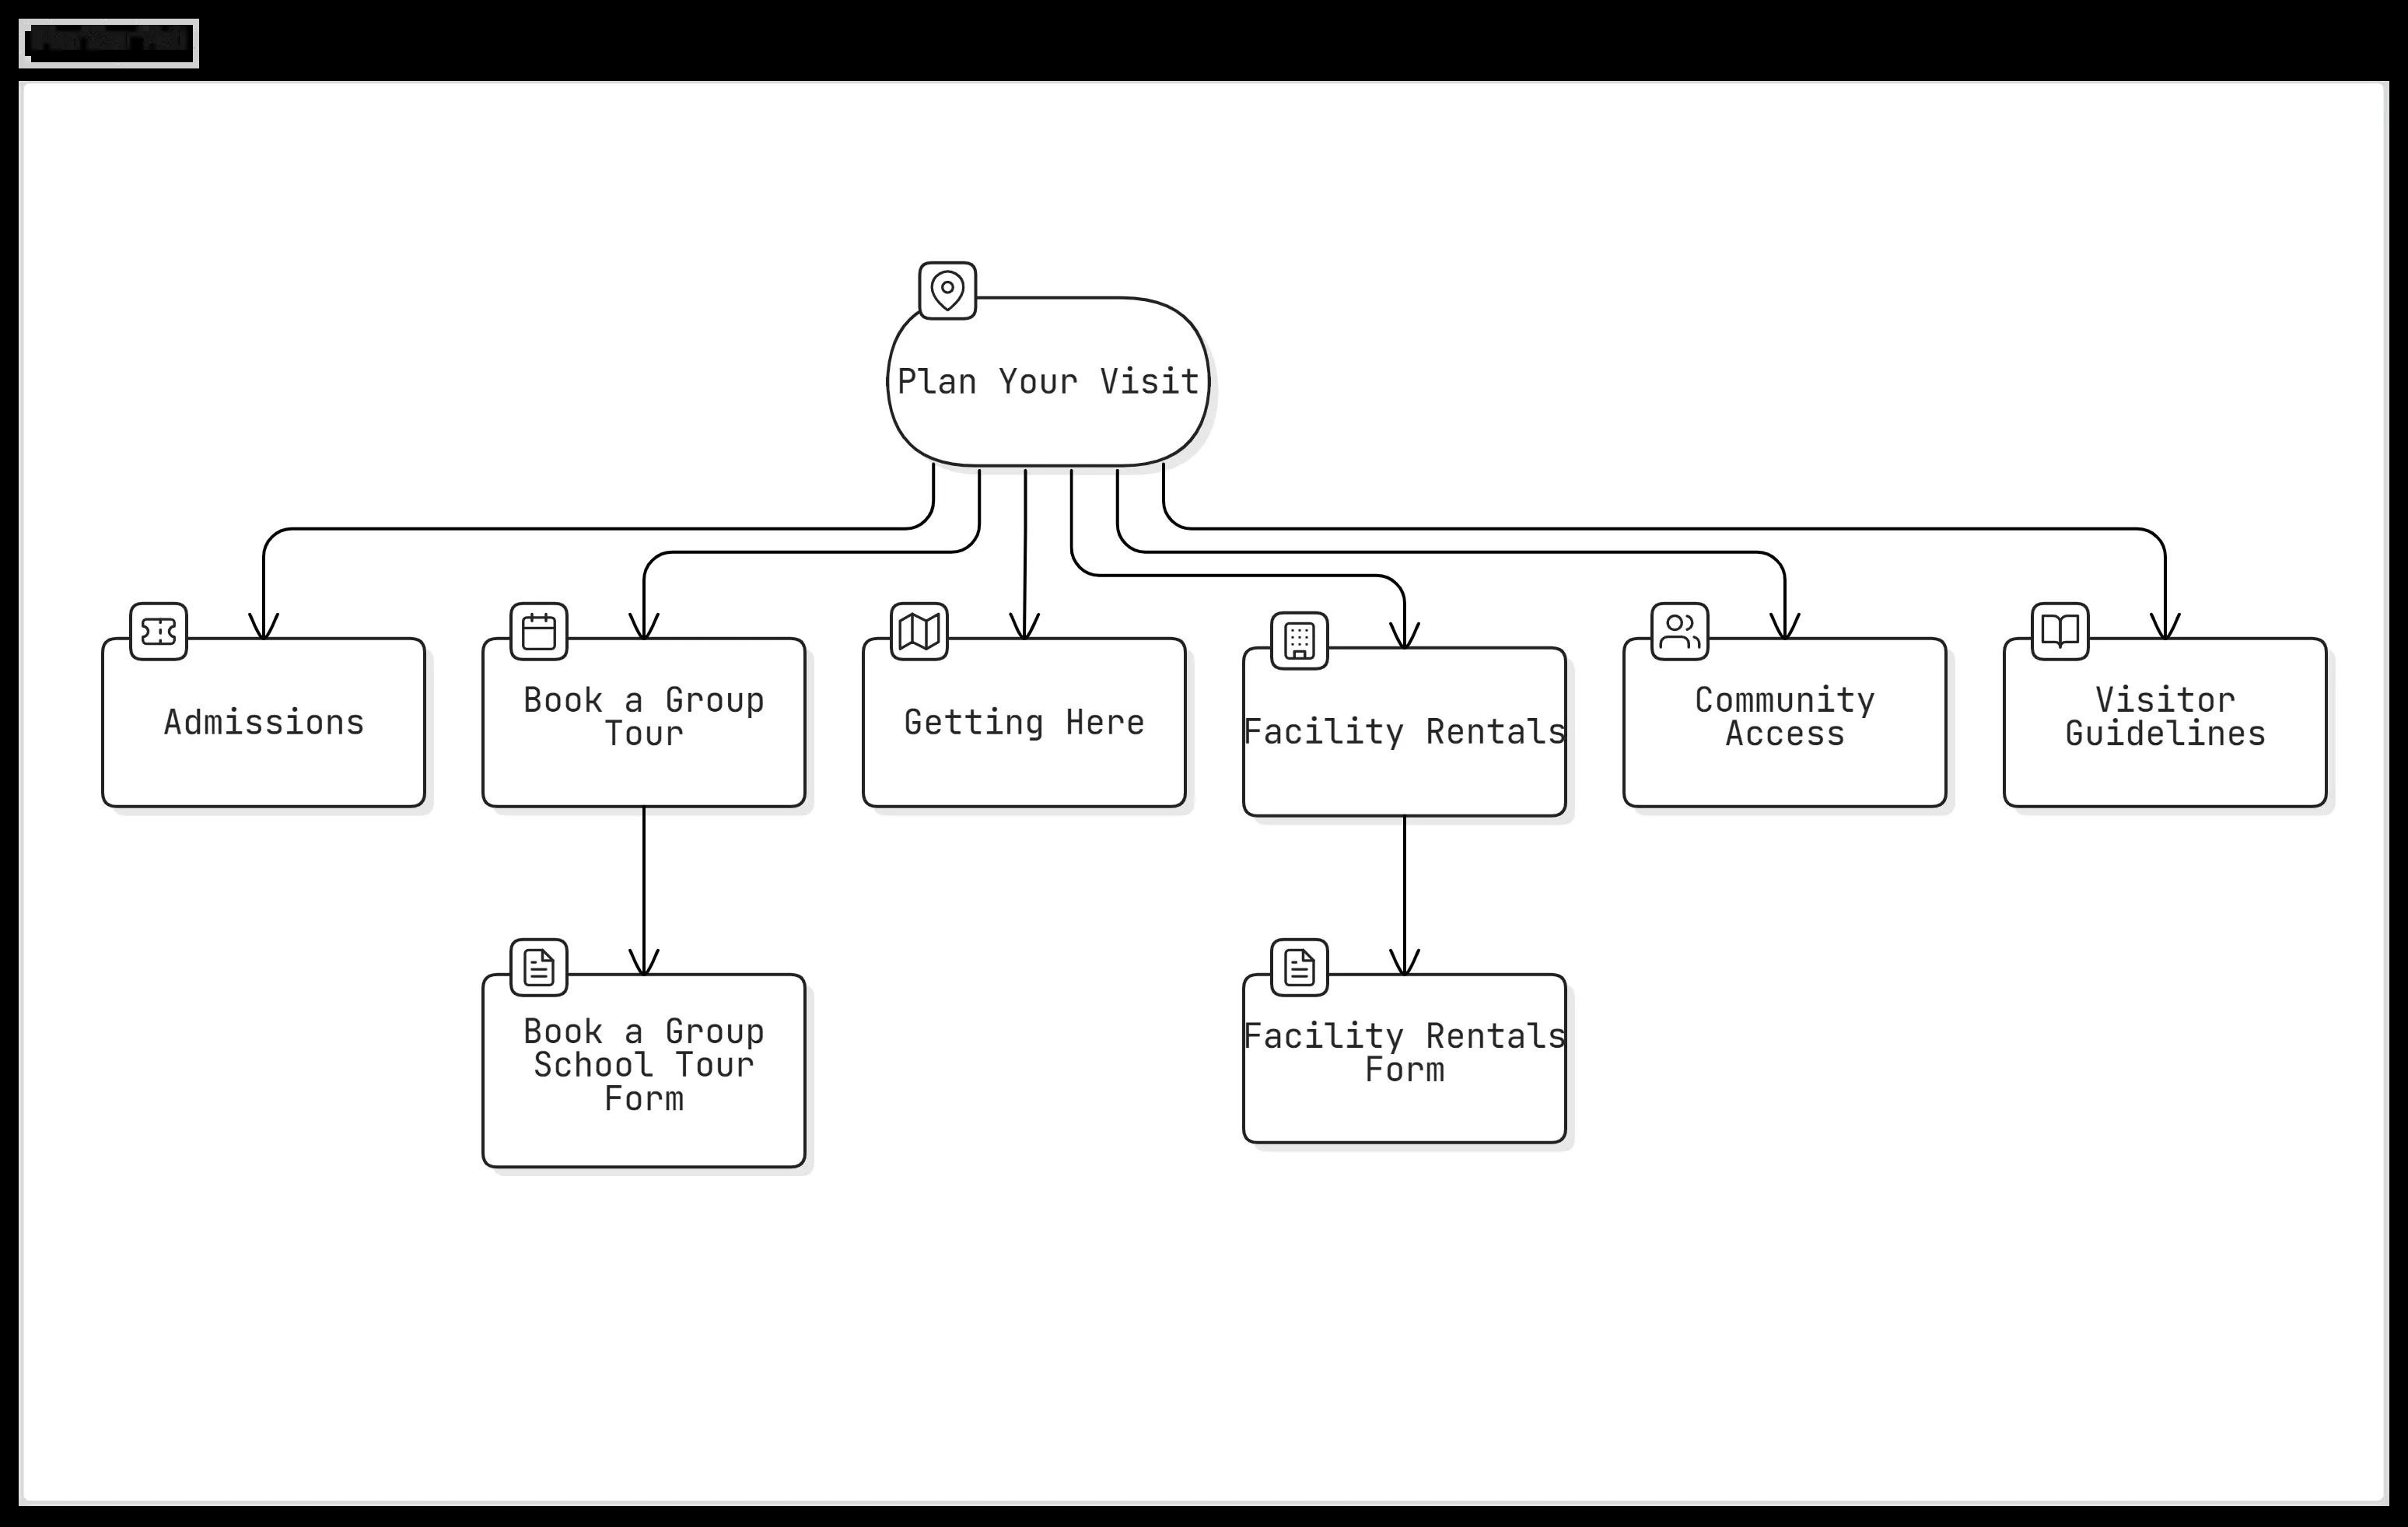 Plan Your Visit
Admissions
Book a Group
Tour
Getting Here
Facility Rentals
Community
Access
Visitor
Guidelines
Book a Group
School Tour
Form
Facility Rentals
Form